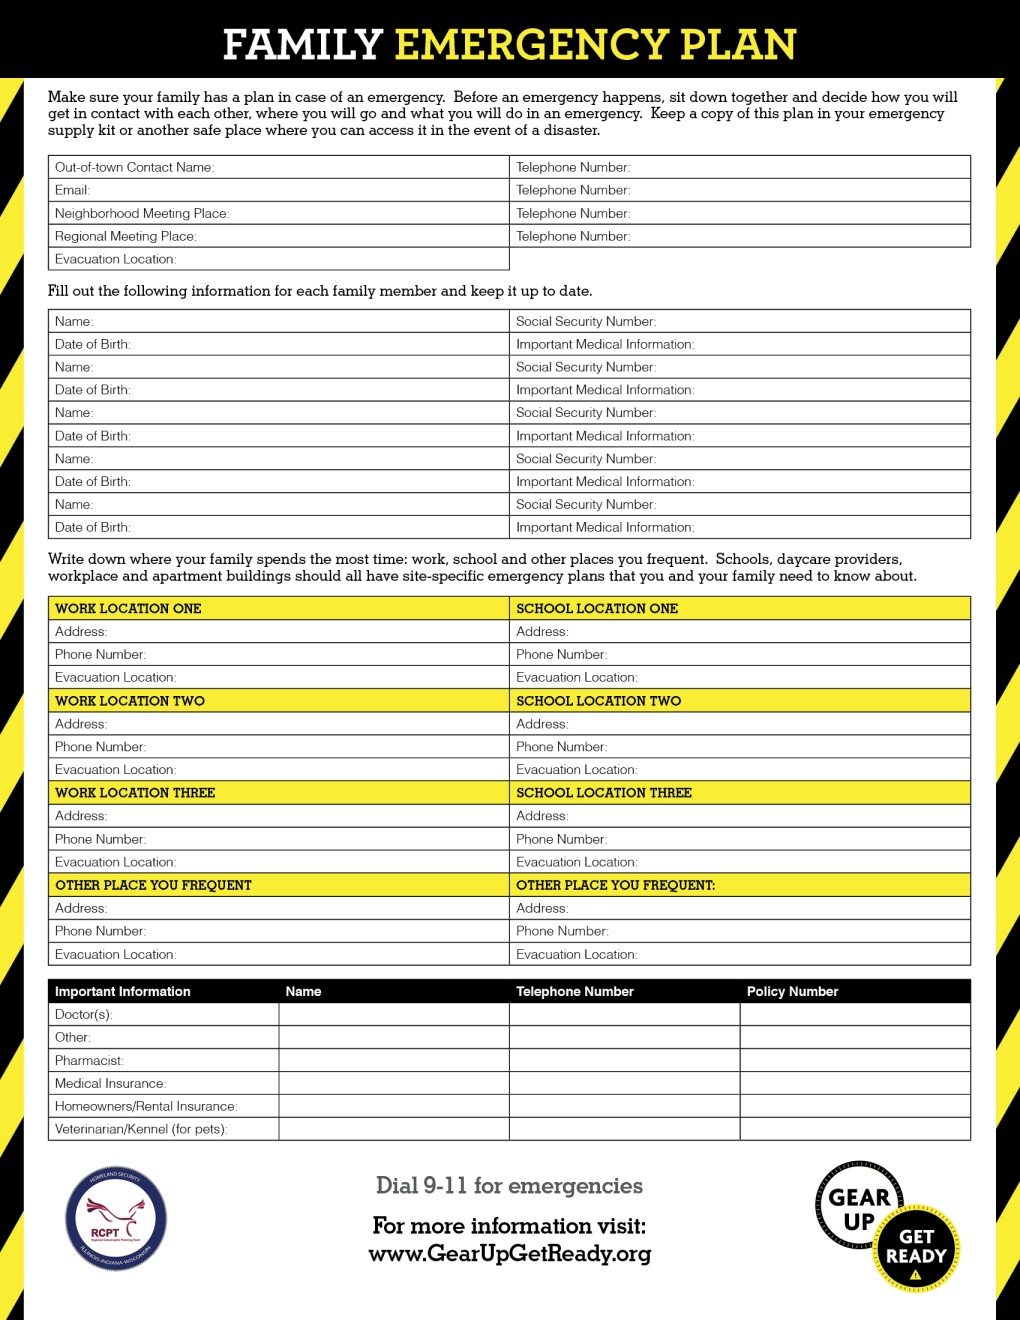 FAMILY EMERGENCY PLAN
Make sure your family has a plan in case of an emergency.  Before an emergency happens, sit down together and decide how you will
get in contact with each other, where you will go and what you will do in an emergency.  Keep a copy of this plan in your emergency
supply kit or another safe place where you can access it in the event of a disaster.
Out-of-town Contact Name: Telephone Number:
Email: Telephone Number:
Neighborhood Meeting Place: Telephone Number:
Regional Meeting Place: Telephone Number:
Evacuation Location:
Fill out the following information for each family member and keep it up to date.
Name: Social Security Number:
Date of Birth: Important Medical Information:
Name: Social Security Number:
Date of Birth: Important Medical Information:
Name: Social Security Number:
Date of Birth: Important Medical Information:
Name: Social Security Number:
Date of Birth: Important Medical Information:
Name: Social Security Number:
Date of Birth: Important Medical Information:
Write down where your family spends the most time: work, school and other places you frequent.  Schools, daycare providers,
workplace and apartment buildings should all have site-specific emergency plans that you and your family need to know about.
WORK LOCATION ONE SCHOOL LOCATION ONE
Address: Address:
Phone Number: Phone Number:
Evacuation Location: Evacuation Location:
WORK LOCATION TWO SCHOOL LOCATION TWO
Address: Address:
Phone Number: Phone Number:
Evacuation Location: Evacuation Location:
WORK LOCATION THREE SCHOOL LOCATION THREE
Address: Address:
Phone Number: Phone Number:
Evacuation Location: Evacuation Location:
OTHER PLACE YOU FREQUENT OTHER PLACE YOU FREQUENT:
Address: Address:
Phone Number: Phone Number:
Evacuation Location: Evacuation Location:
Important Information Name Telephone Number Policy Number
Doctor(s):
Other:
Pharmacist:
Medical Insurance:
Homeowners/Rental Insurance:
Veterinarian/Kennel (for pets):
HOMELAND SECURITY
RCPT
Regional Catastrophic Planning Team
ILLINOIS-INDIANA-WISCONSIN
Dial 9-11 for emergencies
For more information visit:
www.GearUpGetReady.org
GEAR
UP
GET
READY